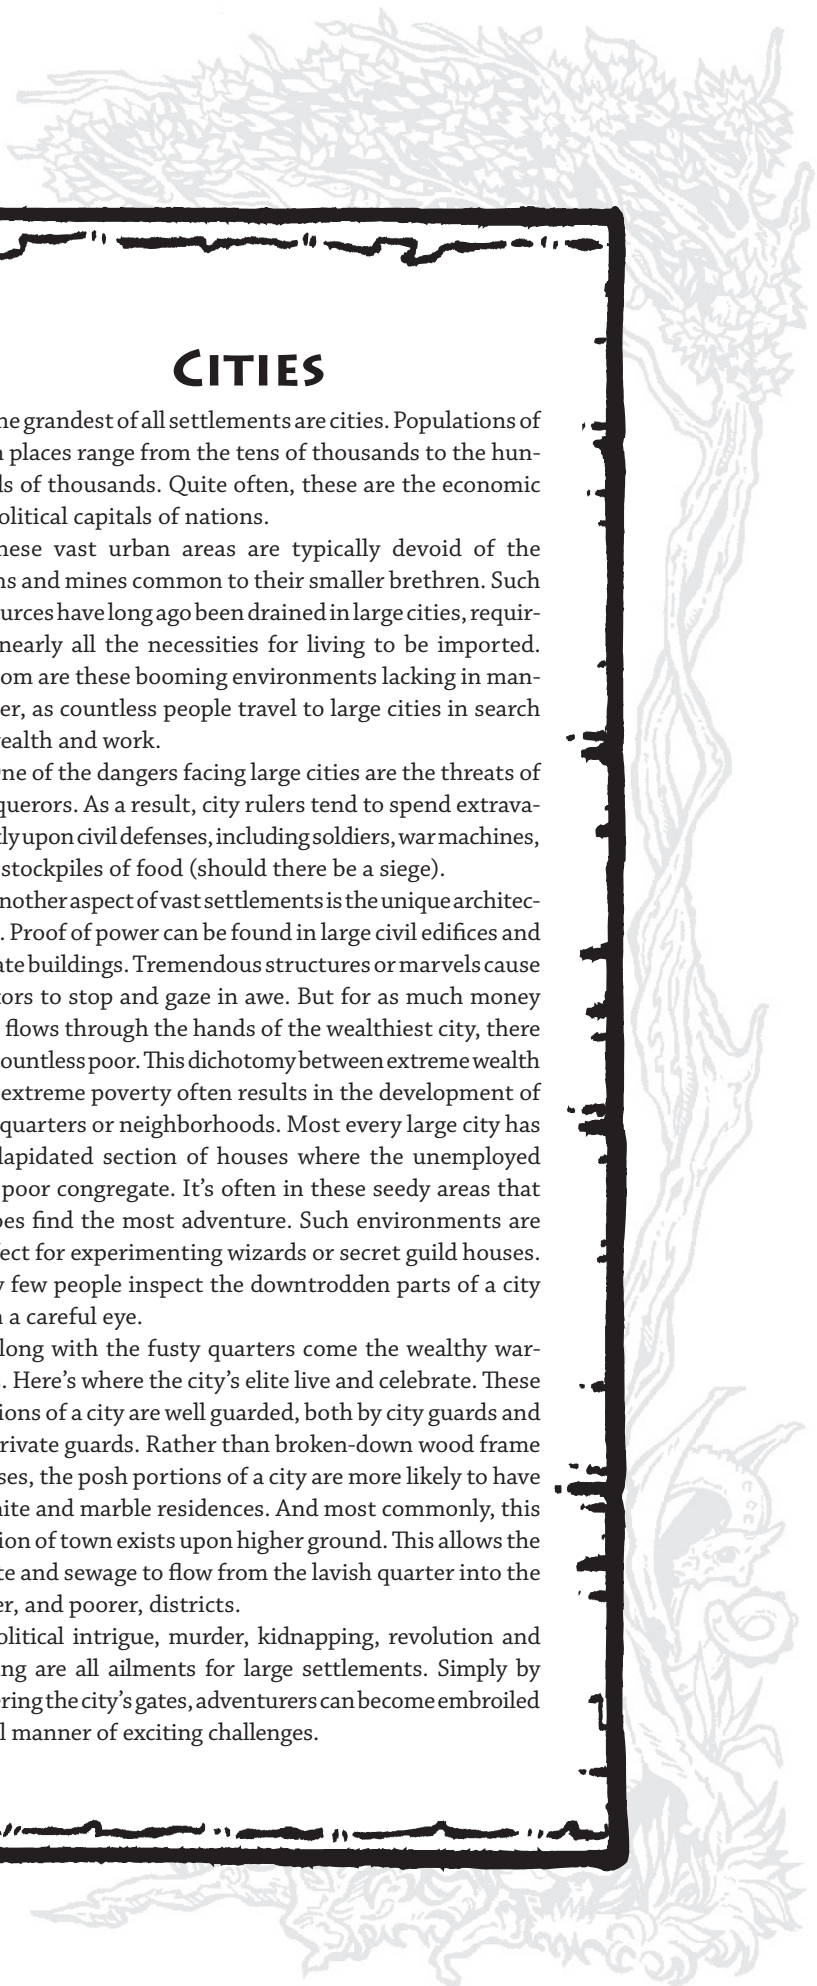 Cities
he grandest of all settlements are cities. Populations of
places range from the tens of thousands to the hun-
s of thousands. Quite often, these are the economic
olitical capitals of nations.
hese vast urban areas are typically devoid of the
ns and mines common to their smaller brethren. Such
urces have long ago been drained in large cities, requir-
nearly all the necessities for living to be imported.
om are these booming environments lacking in man-
er, as countless people travel to large cities in search
ealth and work.
ne of the dangers facing large cities are the threats of
querors. As a result, city rulers tend to spend extrava-
ly upon civil defenses, including soldiers, war machines,
stockpiles of food (should there be a siege).
nother aspect of vast settlements is the unique architec-
. Proof of power can be found in large civil edifices and
ate buildings. Tremendous structures or marvels cause
tors to stop and gaze in awe. But for as much money
flows through the hands of the wealthiest city, there
ountless poor. This dichotomy between extreme wealth
extreme poverty often results in the development of
quarters or neighborhoods. Most every large city has
lapidated section of houses where the unemployed
poor congregate. It's often in these seedy areas that
oes find the most adventure. Such environments are
fect for experimenting wizards or secret guild houses.
y few people inspect the downtrodden parts of a city
a careful eye.
long with the fusty quarters come the wealthy war-
. Here's where the city's elite live and celebrate. These
ions of a city are well guarded, both by city guards and
rivate guards. Rather than broken-down wood frame
ses, the posh portions of a city are more likely to have
nite and marble residences. And most commonly, this
ion of town exists upon higher ground. This allows the
te and sewage to flow from the lavish quarter into the
er, and poorer, districts.
olitical intrigue, murder, kidnapping, revolution and
ng are all ailments for large settlements. Simply by
ering the city's gates, adventurers can become embroiled
l manner of exciting challenges.